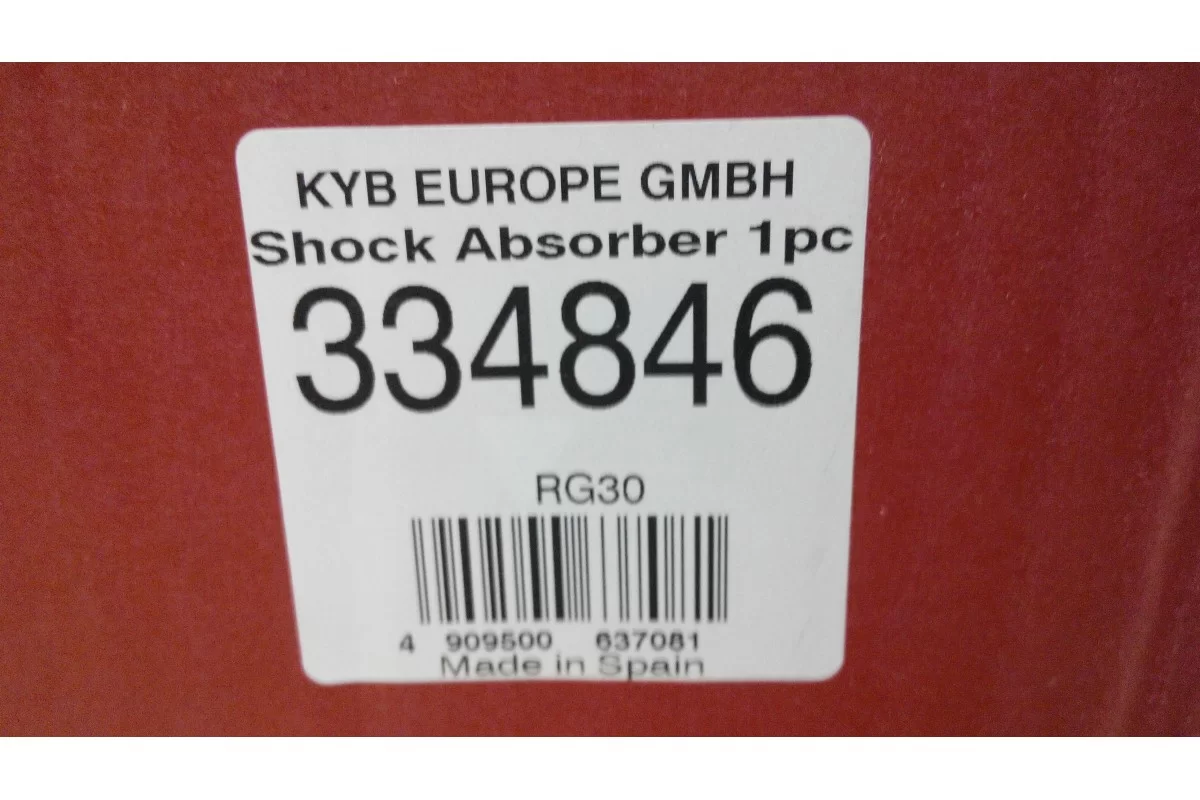 KYB EUROPE GMBH
Shock Absorber 1pc
334846
RG30
4 909500 637081
Made in Spain